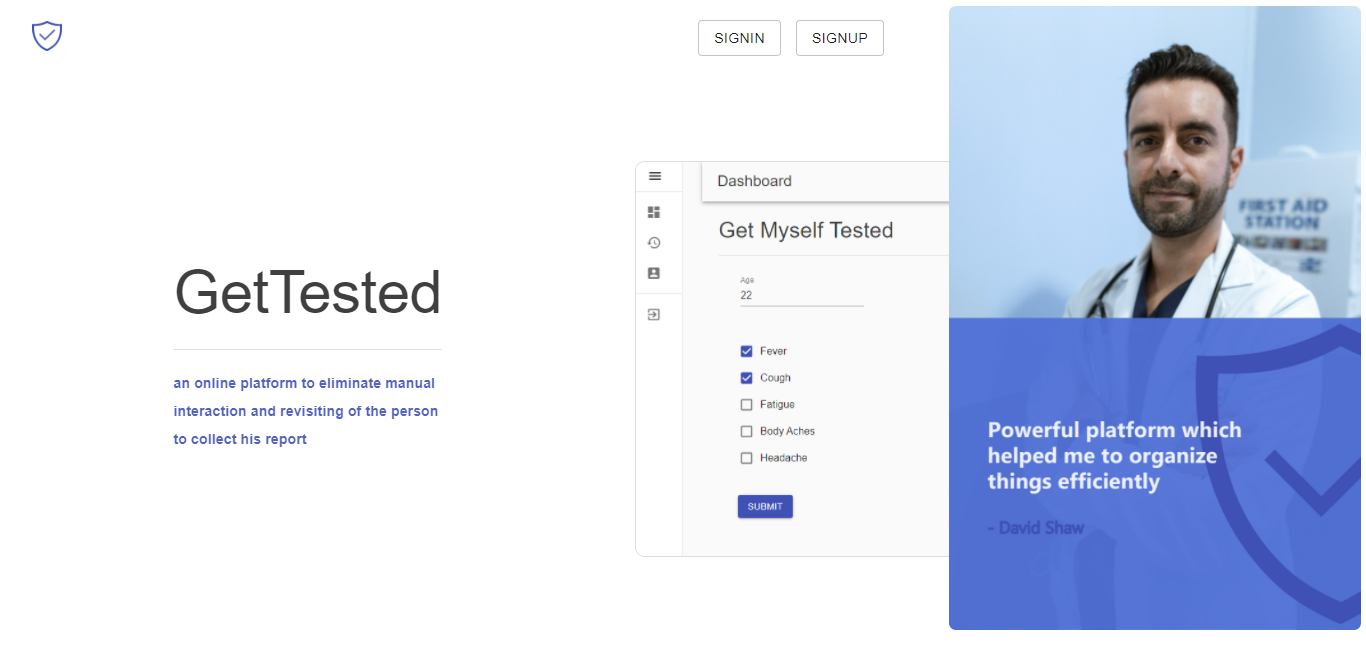 SIGNIN
SIGNUP
GetTested
an online platform to eliminate manual
interaction and revisiting of the person
to collect his report
Dashboard
Get Myself Tested
Age
22
Fever
Cough
Fatigue
Body Aches
Headache
SUBMIT
FIRST AID
STATION
Powerful platform which
helped me to organize
things efficiently
- David Shaw